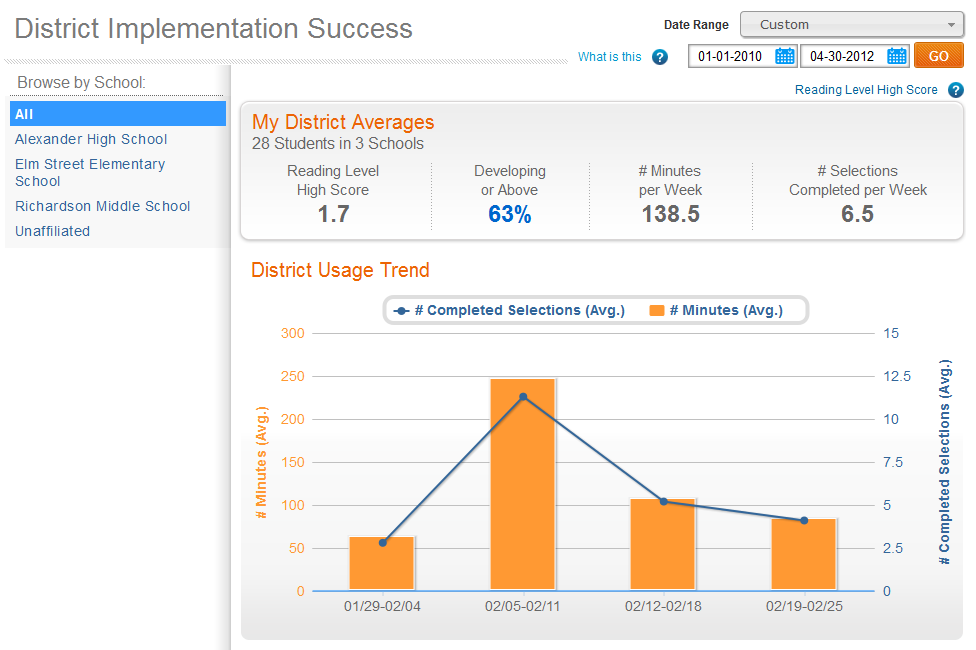 District Implementation Success
Date Range
Custom
What is this ?
01-01-2010
04-30-2012
GO
Browse by School:
Reading Level High Score ?
All
Alexander High School
Elm Street Elementary
School
Richardson Middle School
Unaffiliated
My District Averages
28 Students in 3 Schools
Reading Level
High Score
1.7
Developing
or Above
63%
# Minutes
per Week
138.5
# Selections
Completed per Week
6.5
District Usage Trend
# Completed Selections (Avg.)
# Minutes (Avg.)
300
250
200
150
100
50
0
# Minutes (Avg.)
15
12.5
10
7.5
5
2.5
0
# Completed Selections (Avg.)
01/29-02/04
02/05-02/11
02/12-02/18
02/19-02/25